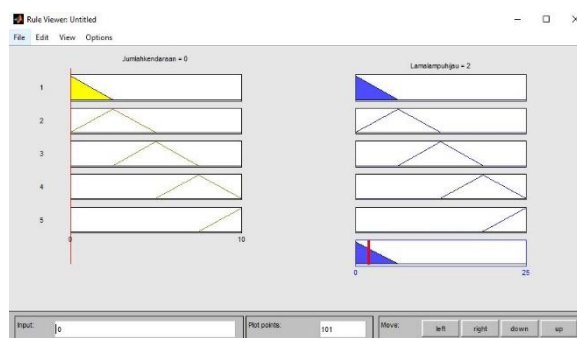 Rule Viewer: Untitled
File Edit View Options
Jumlahkendaraan = 0
Lamalampuhijau = 2
1
2
3
4
5
0 10
0 25
Input: 0 Plot points: 101 Move: left right down up